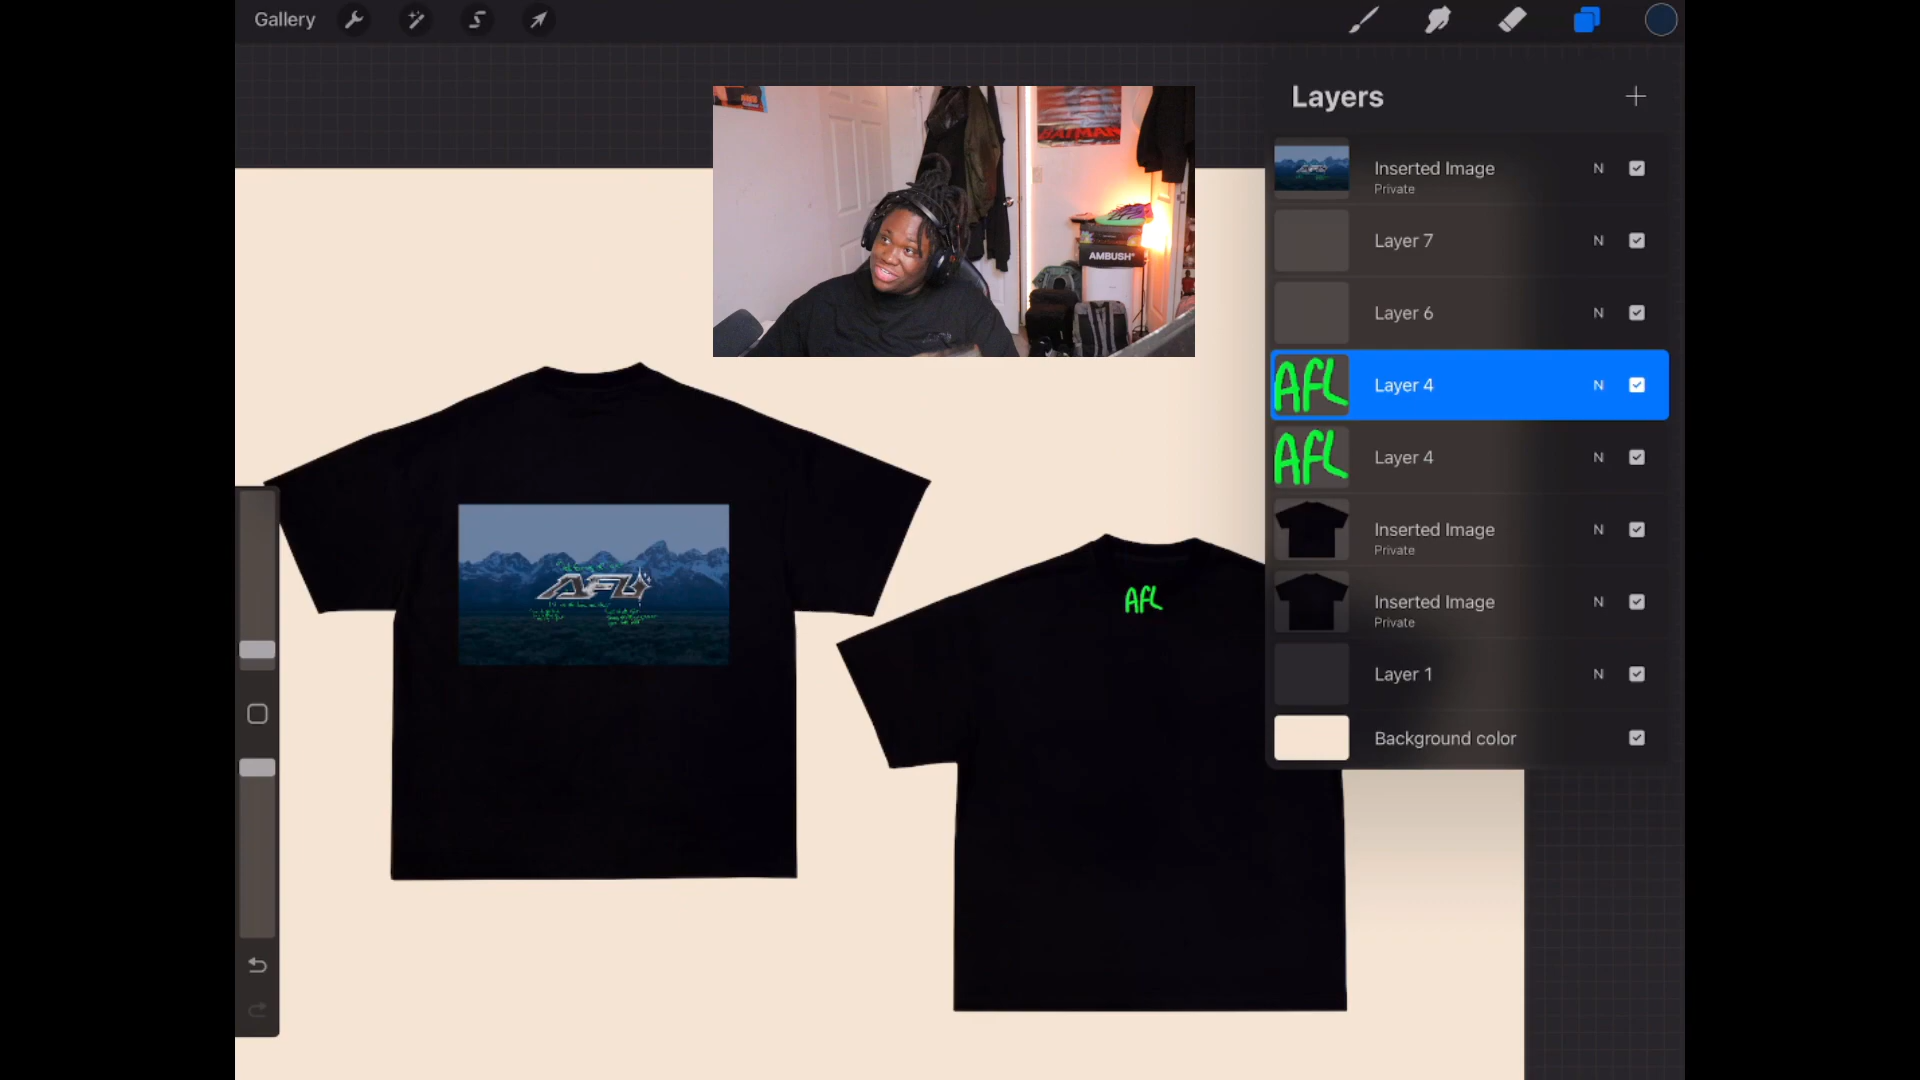 Gallery
Layers
Inserted Image N
Private
Layer 7 N
Layer 6 N
AFL Layer 4 N
AFL Layer 4 N
Inserted Image N
Private
Inserted Image N
Private
Layer 1 N
Background color
BATMAN
AMBUSH
AFL